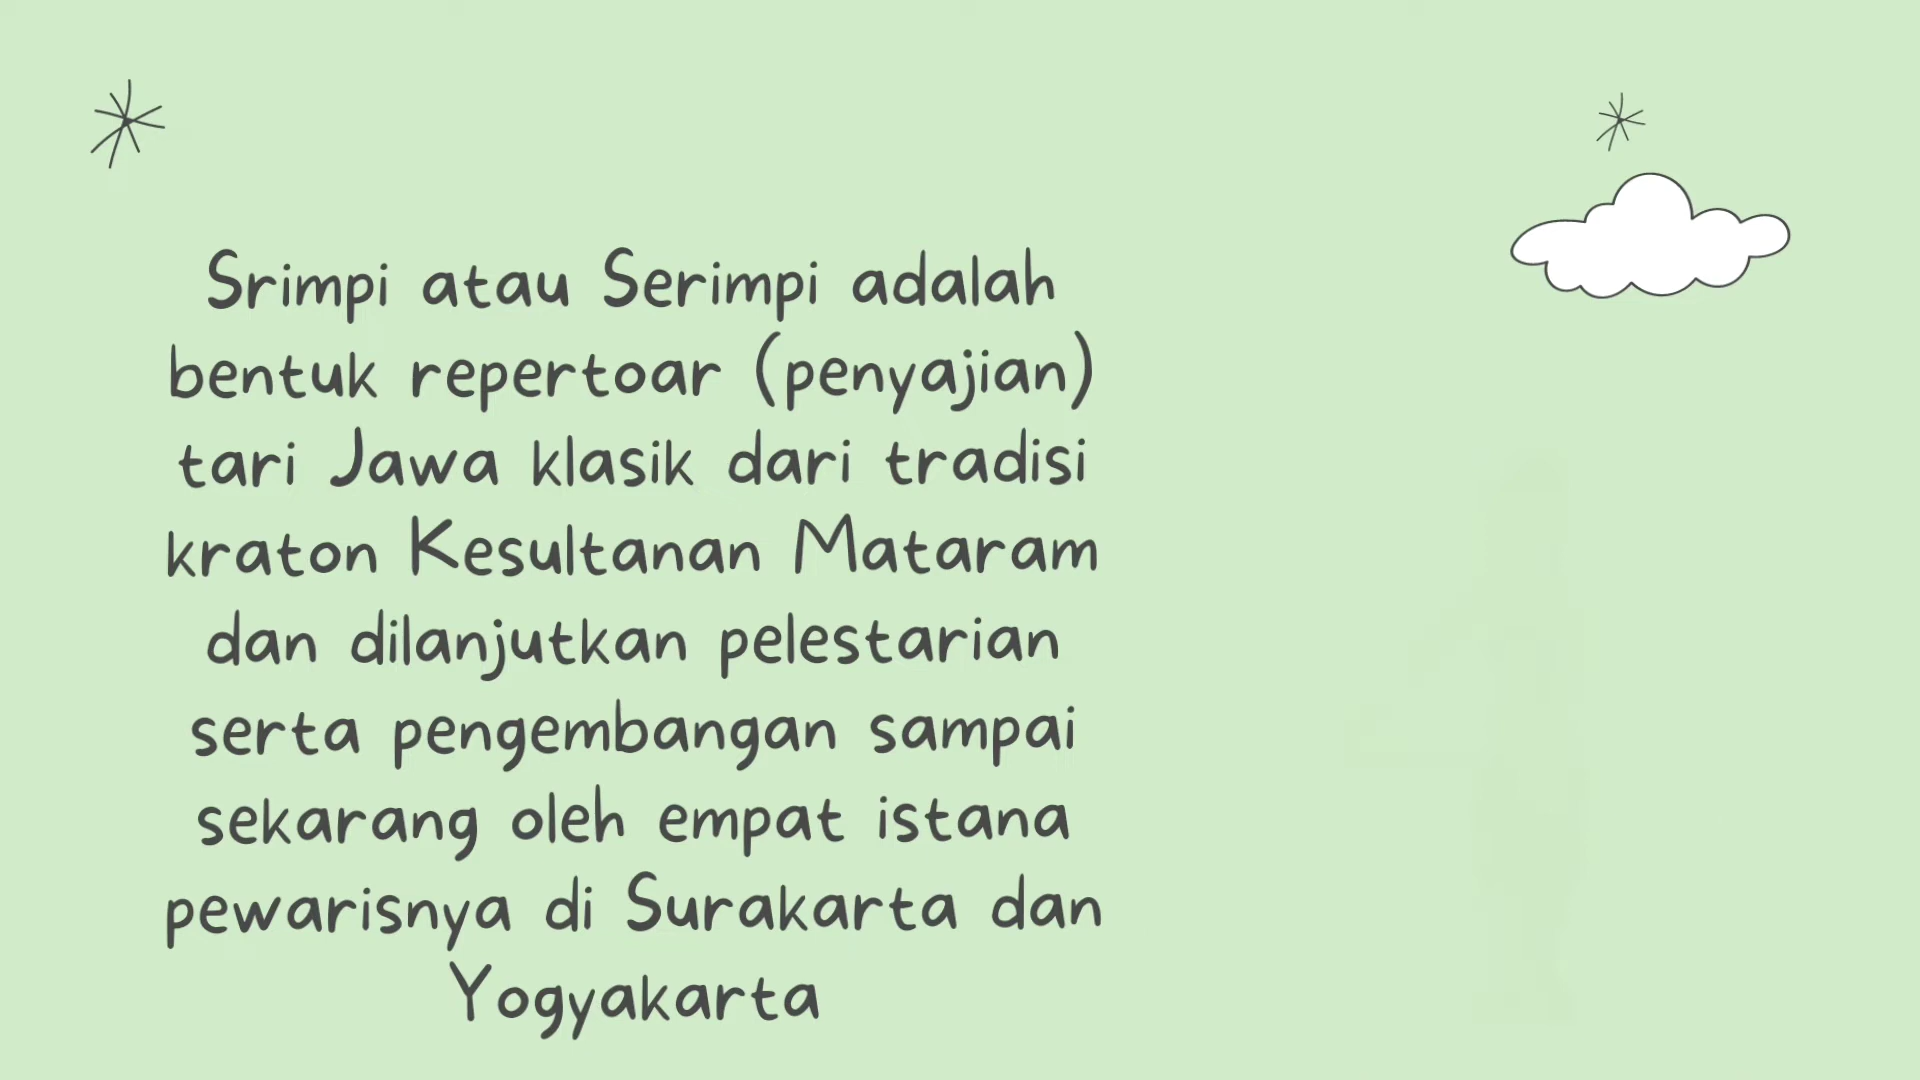 Srimpi atau Serimpi adalah
bentuk repertoar (penyajian)
tari Jawa klasik dari tradisi
kraton Kesultanan Mataram
dan dilanjutkan pelestarian
serta pengembangan sampai
sekarang oleh empat istana
pewarisnya di Surakarta dan
Yogyakarta